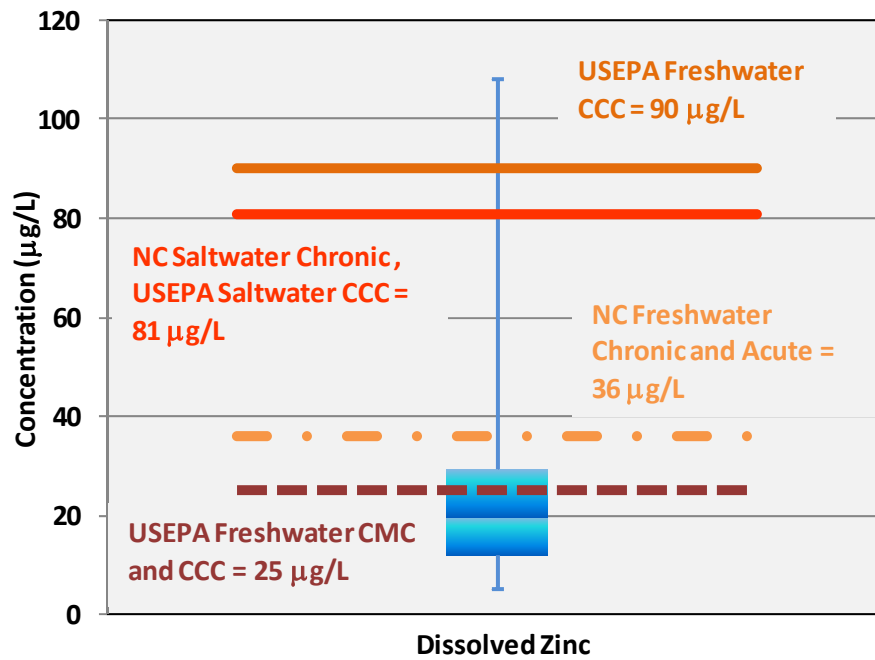 120
100
80
60
40
20
0
Concentration (µg/L)
USEPA Freshwater
CCC = 90 µg/L
NC Saltwater Chronic ,
USEPA Saltwater CCC =
81 µg/L
NC Freshwater
Chronic and Acute =
36 µg/L
USEPA Freshwater CMC
and CCC = 25 µg/L
Dissolved Zinc